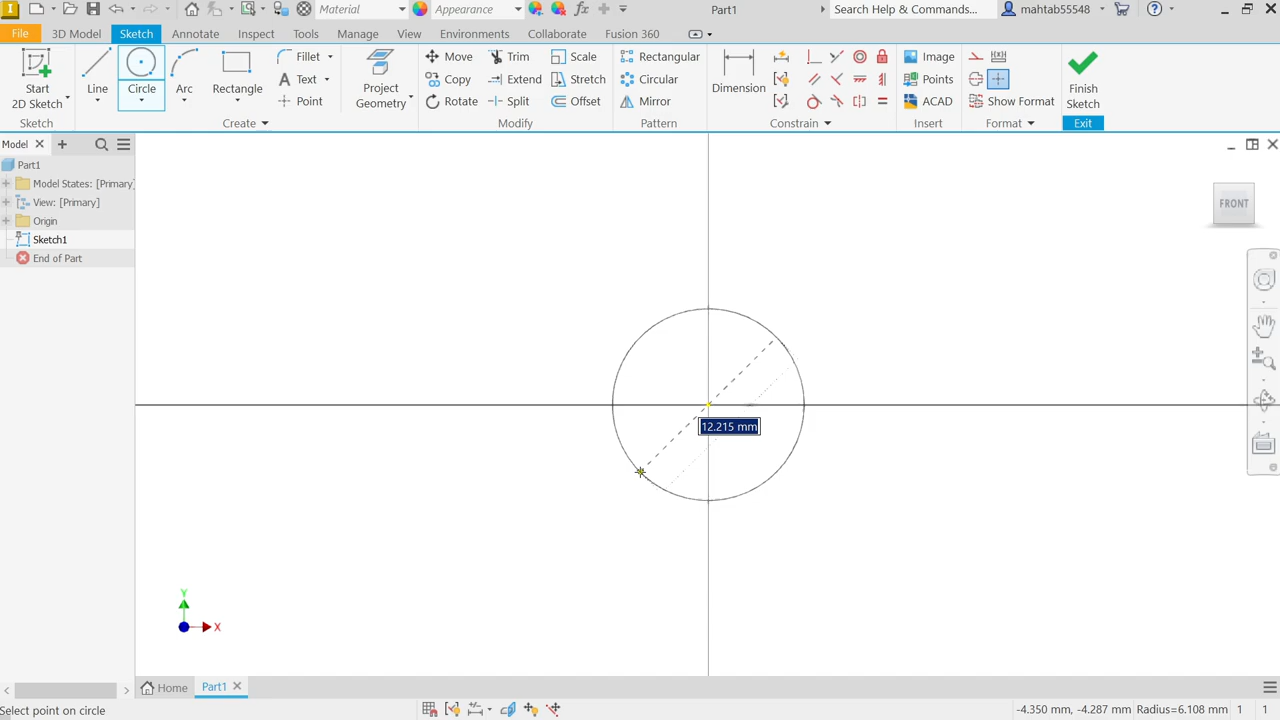 Material
Appearance
Part1
Search Help & Commands...
mahtab55548
File
3D Model
Sketch
Annotate
Inspect
Tools
Manage
View
Environments
Collaborate
Fusion 360
Start
2D Sketch
Line
Circle
Arc
Rectangle
Fillet
Text
Point
Project
Geometry
Move
Copy
Rotate
Trim
Extend
Split
Scale
Stretch
Offset
Rectangular
Circular
Mirror
Dimension
Image
Points
ACAD
Show Format
Finish
Sketch
Sketch
Create
Modify
Pattern
Constrain
Insert
Format
Exit
Model
Part1
Model States: [Primary]
View: [Primary]
Origin
Sketch1
End of Part
FRONT
12.215 mm
Y
X
Home
Part1
Select point on circle
-4.350 mm, -4.287 mm Radius=6.108 mm 1 1